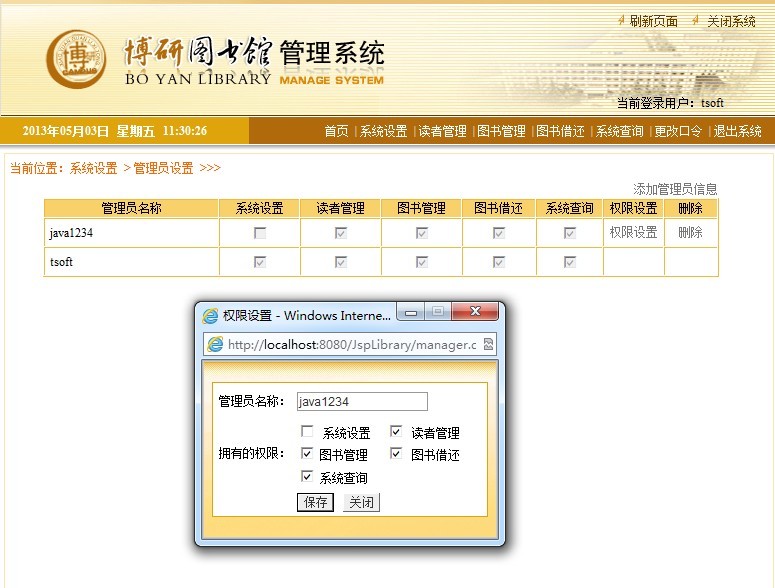 刷新页面 关闭系统
博研图书馆管理系统
BO YAN LIBRARY MANAGE SYSTEM
当前登录用户：tsoft
2013年05月03日 星期五 11:30:26
首页 |系统设置 |读者管理 |图书管理 |图书借还 |系统查询 |更改口令 |退出系统
当前位置：系统设置 > 管理员设置 >>>
添加管理员信息
管理员名称 系统设置 读者管理 图书管理 图书借还 系统查询 权限设置 删除
java1234 权限设置 删除
tsoft
权限设置 - Windows Interne...
http://localhost:8080/JspLibrary/manager.c
管理员名称： java1234
系统设置 读者管理
拥有的权限： 图书管理 图书借还
系统查询
保存 关闭